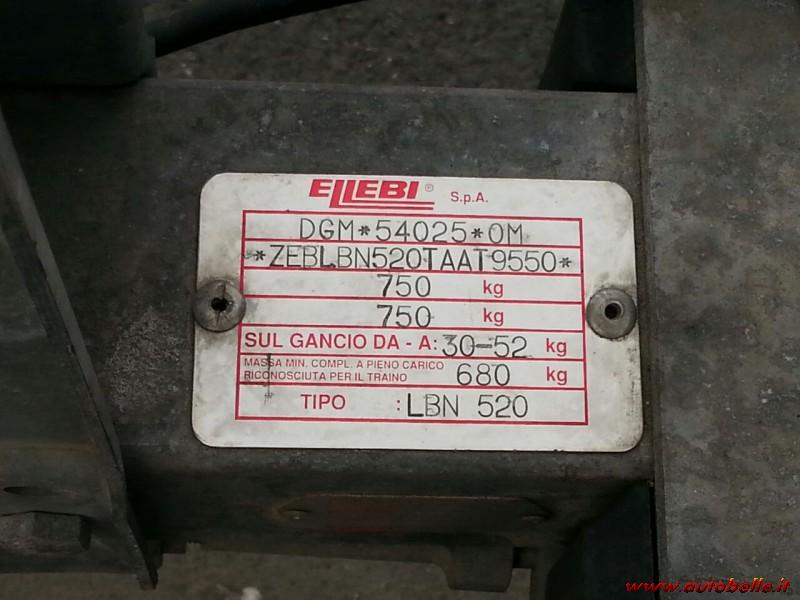 ELLEBI® S.p.A.
DGM*54025*OM
*ZEBLBN520TAAT9550*
750 kg
750 kg
SUL GANCIO DA - A: 30-52 kg
MASSA MIN. COMPL. A PIENO CARICO
RICONOSCIUTA PER IL TRAINO 680 kg
TIPO : LBN 520
www.autobelle.it